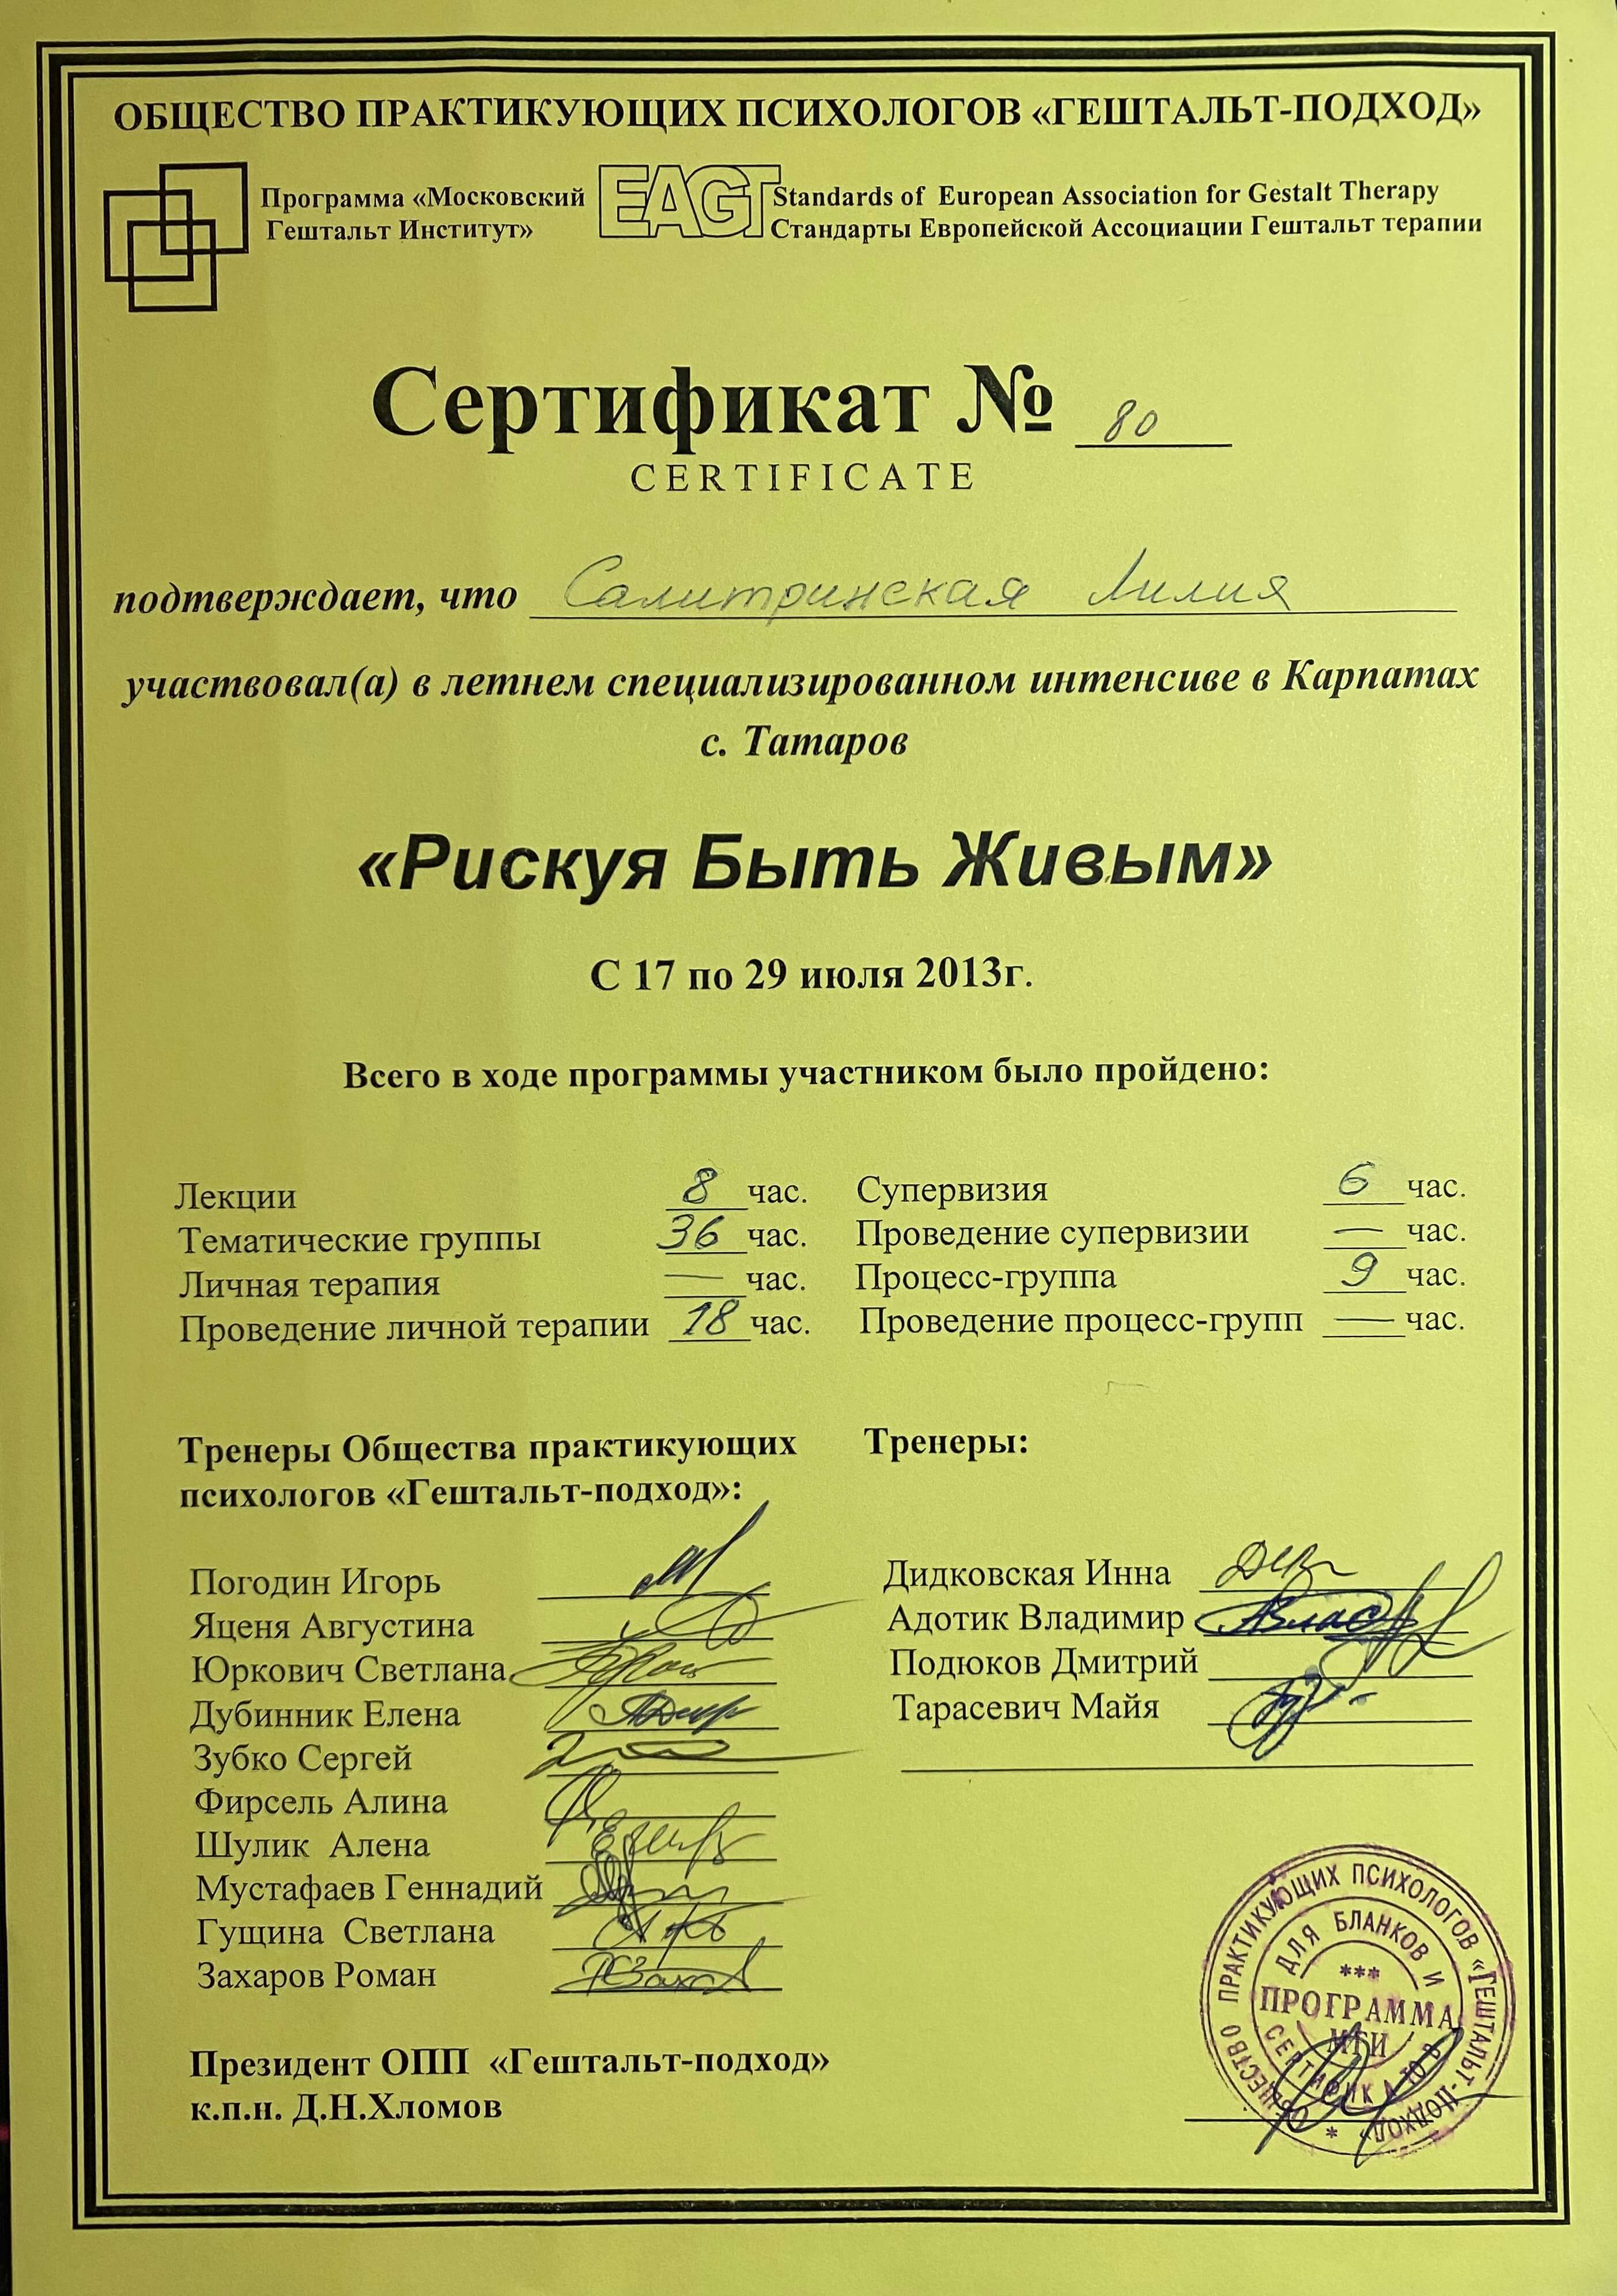 ОБЩЕСТВО ПРАКТИКУЮЩИХ ПСИХОЛОГОВ «ГЕШТАЛЬТ-ПОДХОД»
Программа «Московский
Гештальт Институт»
EAGT
Standards of European Association for Gestalt Therapy
Стандарты Европейской Ассоциации Гештальт терапии
Сертификат № 80
CERTIFICATE
подтверждает, что Салитринская Лилия
участвовал(а) в летнем специализированном интенсиве в Карпатах
с. Татаров
«Рискуя Быть Живым»
С 17 по 29 июля 2013г.
Всего в ходе программы участником было пройдено:
Лекции 8 час.
Тематические группы 36 час.
Личная терапия — час.
Проведение личной терапии 18 час.
Супервизия 6 час.
Проведение супервизии — час.
Процесс-группа 9 час.
Проведение процесс-групп — час.
Тренеры Общества практикующих
психологов «Гештальт-подход»:
Погодин Игорь
Яценя Августина
Юркович Светлана
Дубинник Елена
Зубко Сергей
Фирсель Алина
Шулик Алена
Мустафаев Геннадий
Гущина Светлана
Захаров Роман
Тренеры:
Дидковская Инна
Адотик Владимир
Подюков Дмитрий
Тарасевич Майя
Президент ОПП «Гештальт-подход»
к.п.н. Д.Н.Хломов
ОБЩЕСТВО ПРАКТИКУЮЩИХ ПСИХОЛОГОВ «ГЕШТАЛЬТ-ПОДХОД» *
ДЛЯ БЛАНКОВ И СЕРТИФИКАТОВ
***
ПРОГРАММА
МГИ